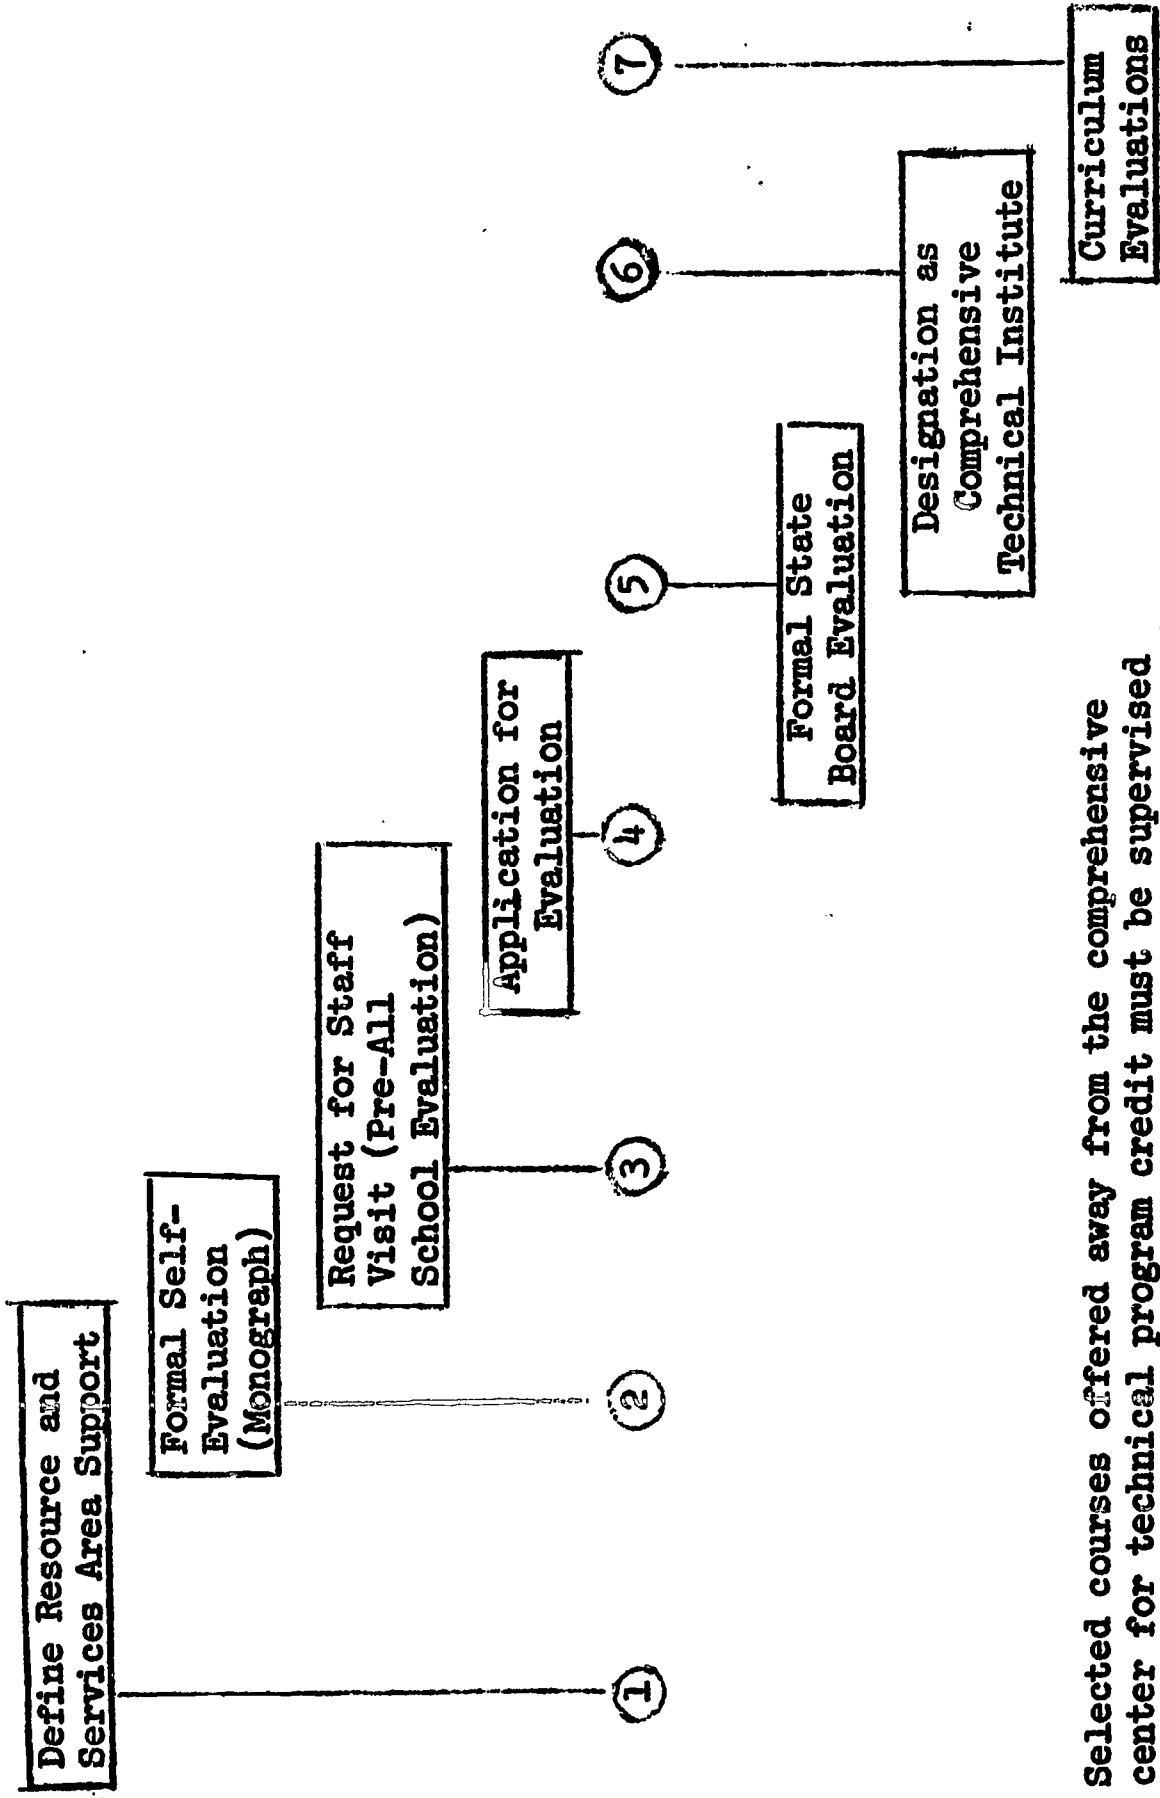 Define Resource and
Services Area Support
Formal Self-
Evaluation
(Monograph)
Request for Staff
Visit (Pre-All
School Evaluation)
Application for
Evaluation
1
2
3
4
5
6
7
Formal State
Board Evaluation
Designation as
Comprehensive
Technical Institute
Curriculum
Evaluations
Selected courses offered away from the comprehensive
center for technical program credit must be supervised